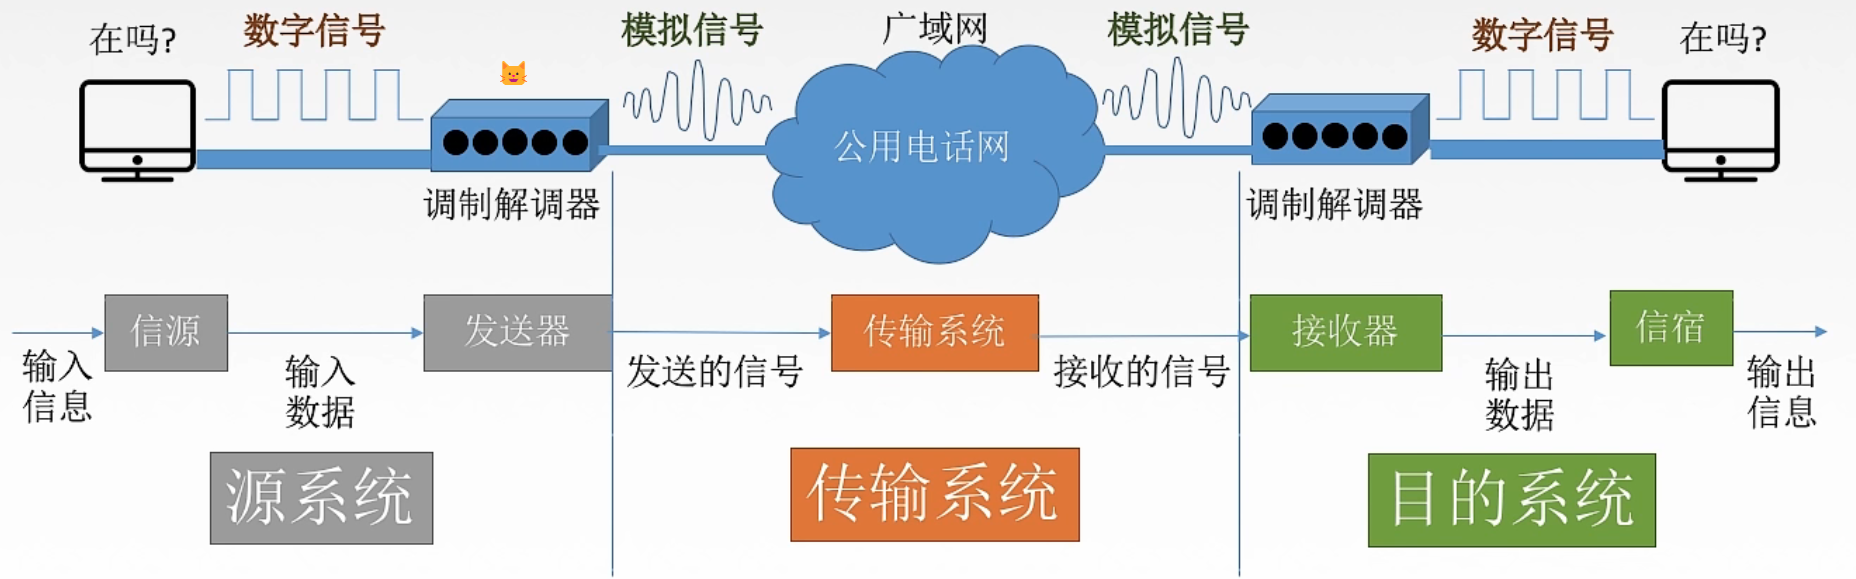 在吗?
数字信号
模拟信号
广域网
模拟信号
数字信号
在吗?
公用电话网
调制解调器
调制解调器
信源
发送器
传输系统
接收器
信宿
输入
信息
输入
数据
发送的信号
接收的信号
输出
数据
输出
信息
源系统
传输系统
目的系统